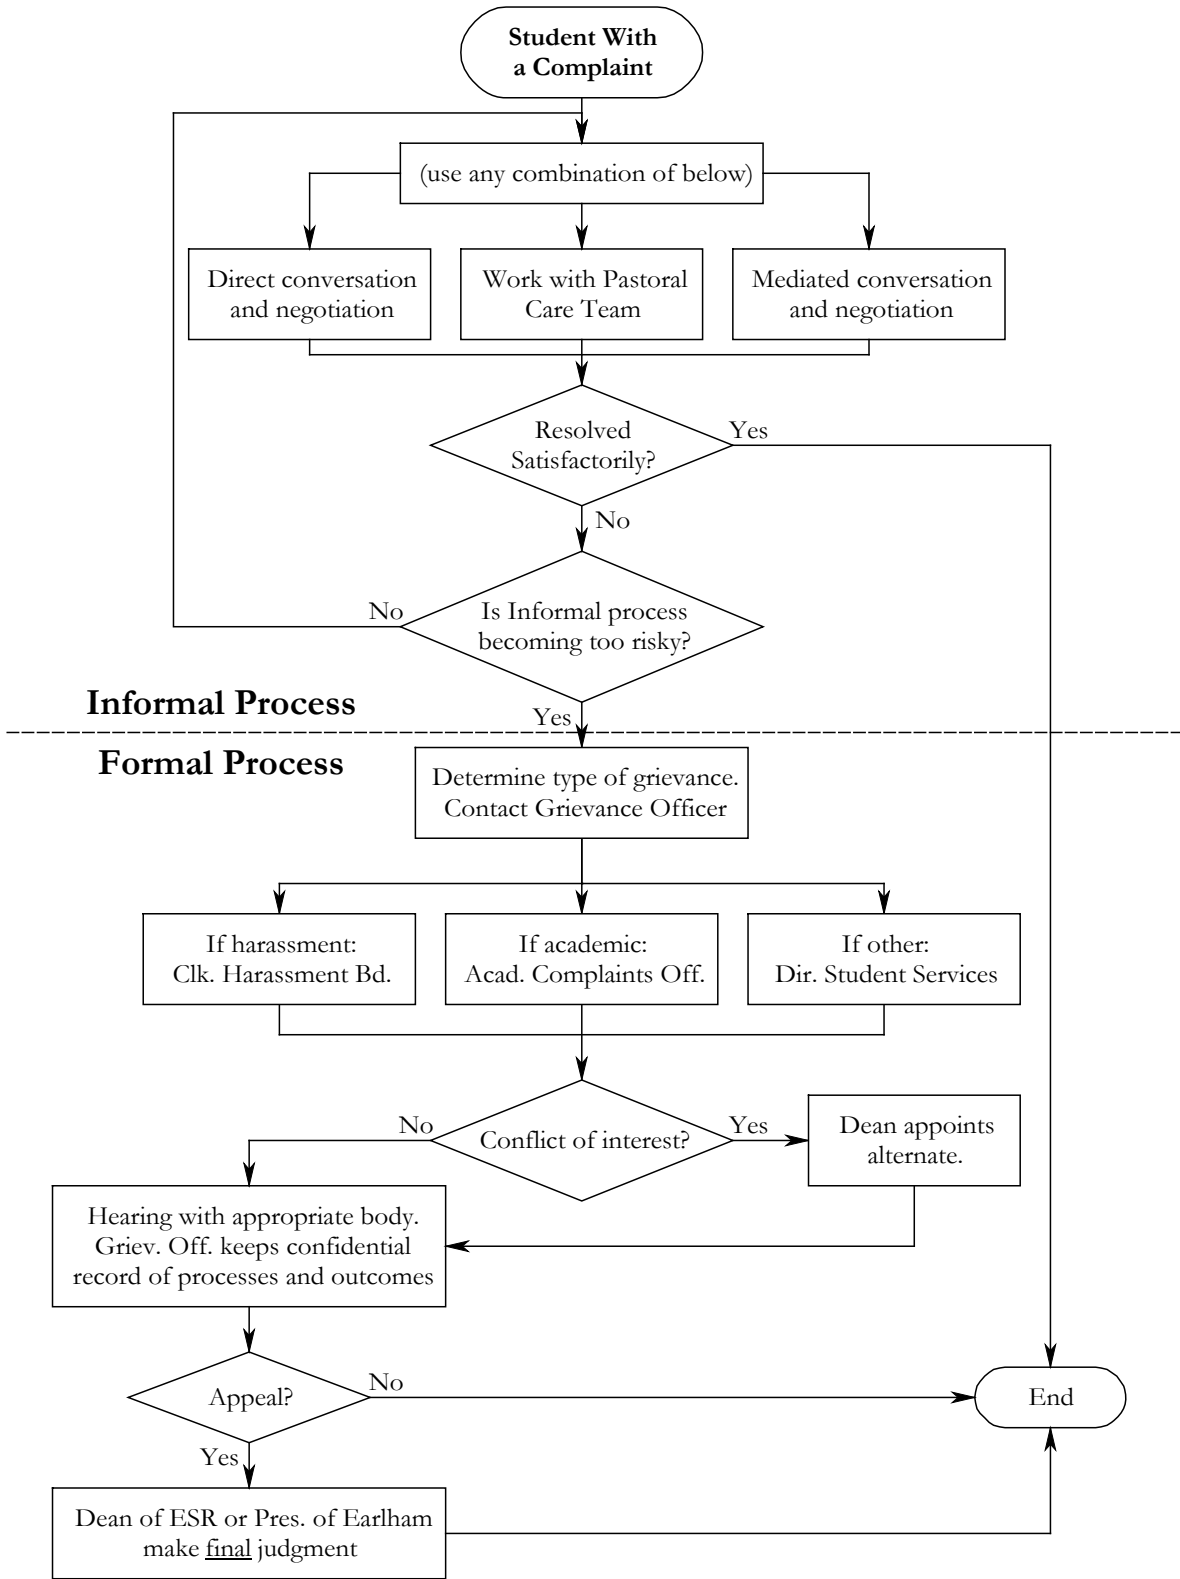 Student With
a Complaint
(use any combination of below)
Direct conversation
and negotiation
Work with Pastoral
Care Team
Mediated conversation
and negotiation
Resolved
Satisfactorily?
Yes
No
Is Informal process
becoming too risky?
No
Informal Process
Yes
Formal Process
Determine type of grievance.
Contact Grievance Officer
If harassment:
Clk. Harassment Bd.
If academic:
Acad. Complaints Off.
If other:
Dir. Student Services
Conflict of interest?
No
Yes
Dean appoints
alternate.
Hearing with appropriate body.
Griev. Off. keeps confidential
record of processes and outcomes
Appeal?
No
End
Yes
Dean of ESR or Pres. of Earlham
make final judgment